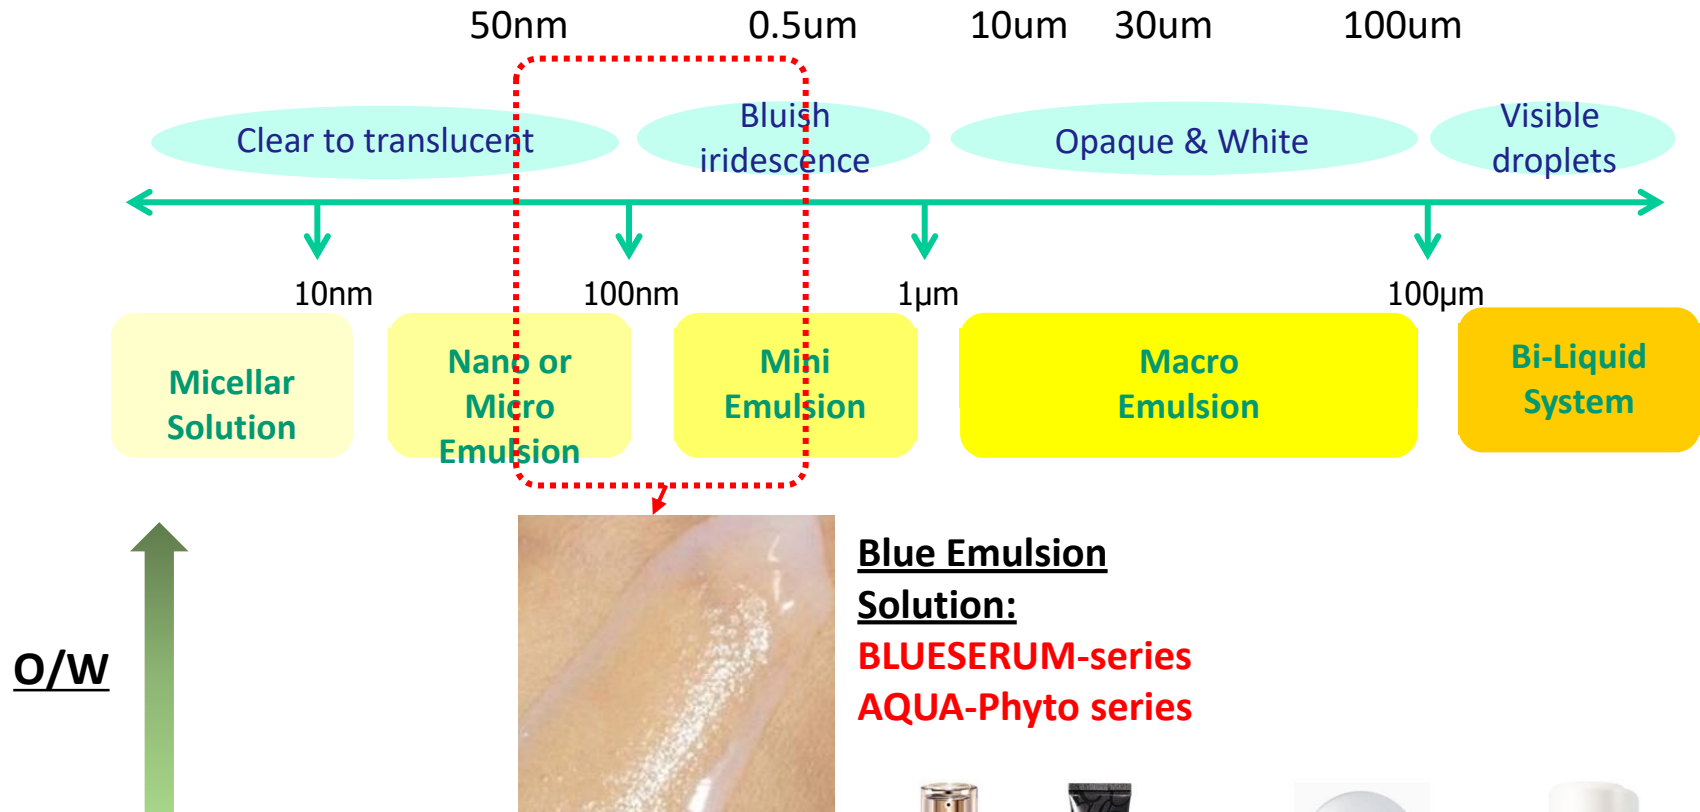 50nm 0.5um 10um 30um 100um
Clear to translucent
Bluish
iridescence
Opaque & White
Visible
droplets
10nm 100nm 1µm 100µm
Micellar
Solution
Nano or
Micro
Emulsion
Mini
Emulsion
Macro
Emulsion
Bi-Liquid
System
O/W
Blue Emulsion
Solution:
BLUESERUM-series
AQUA-Phyto series